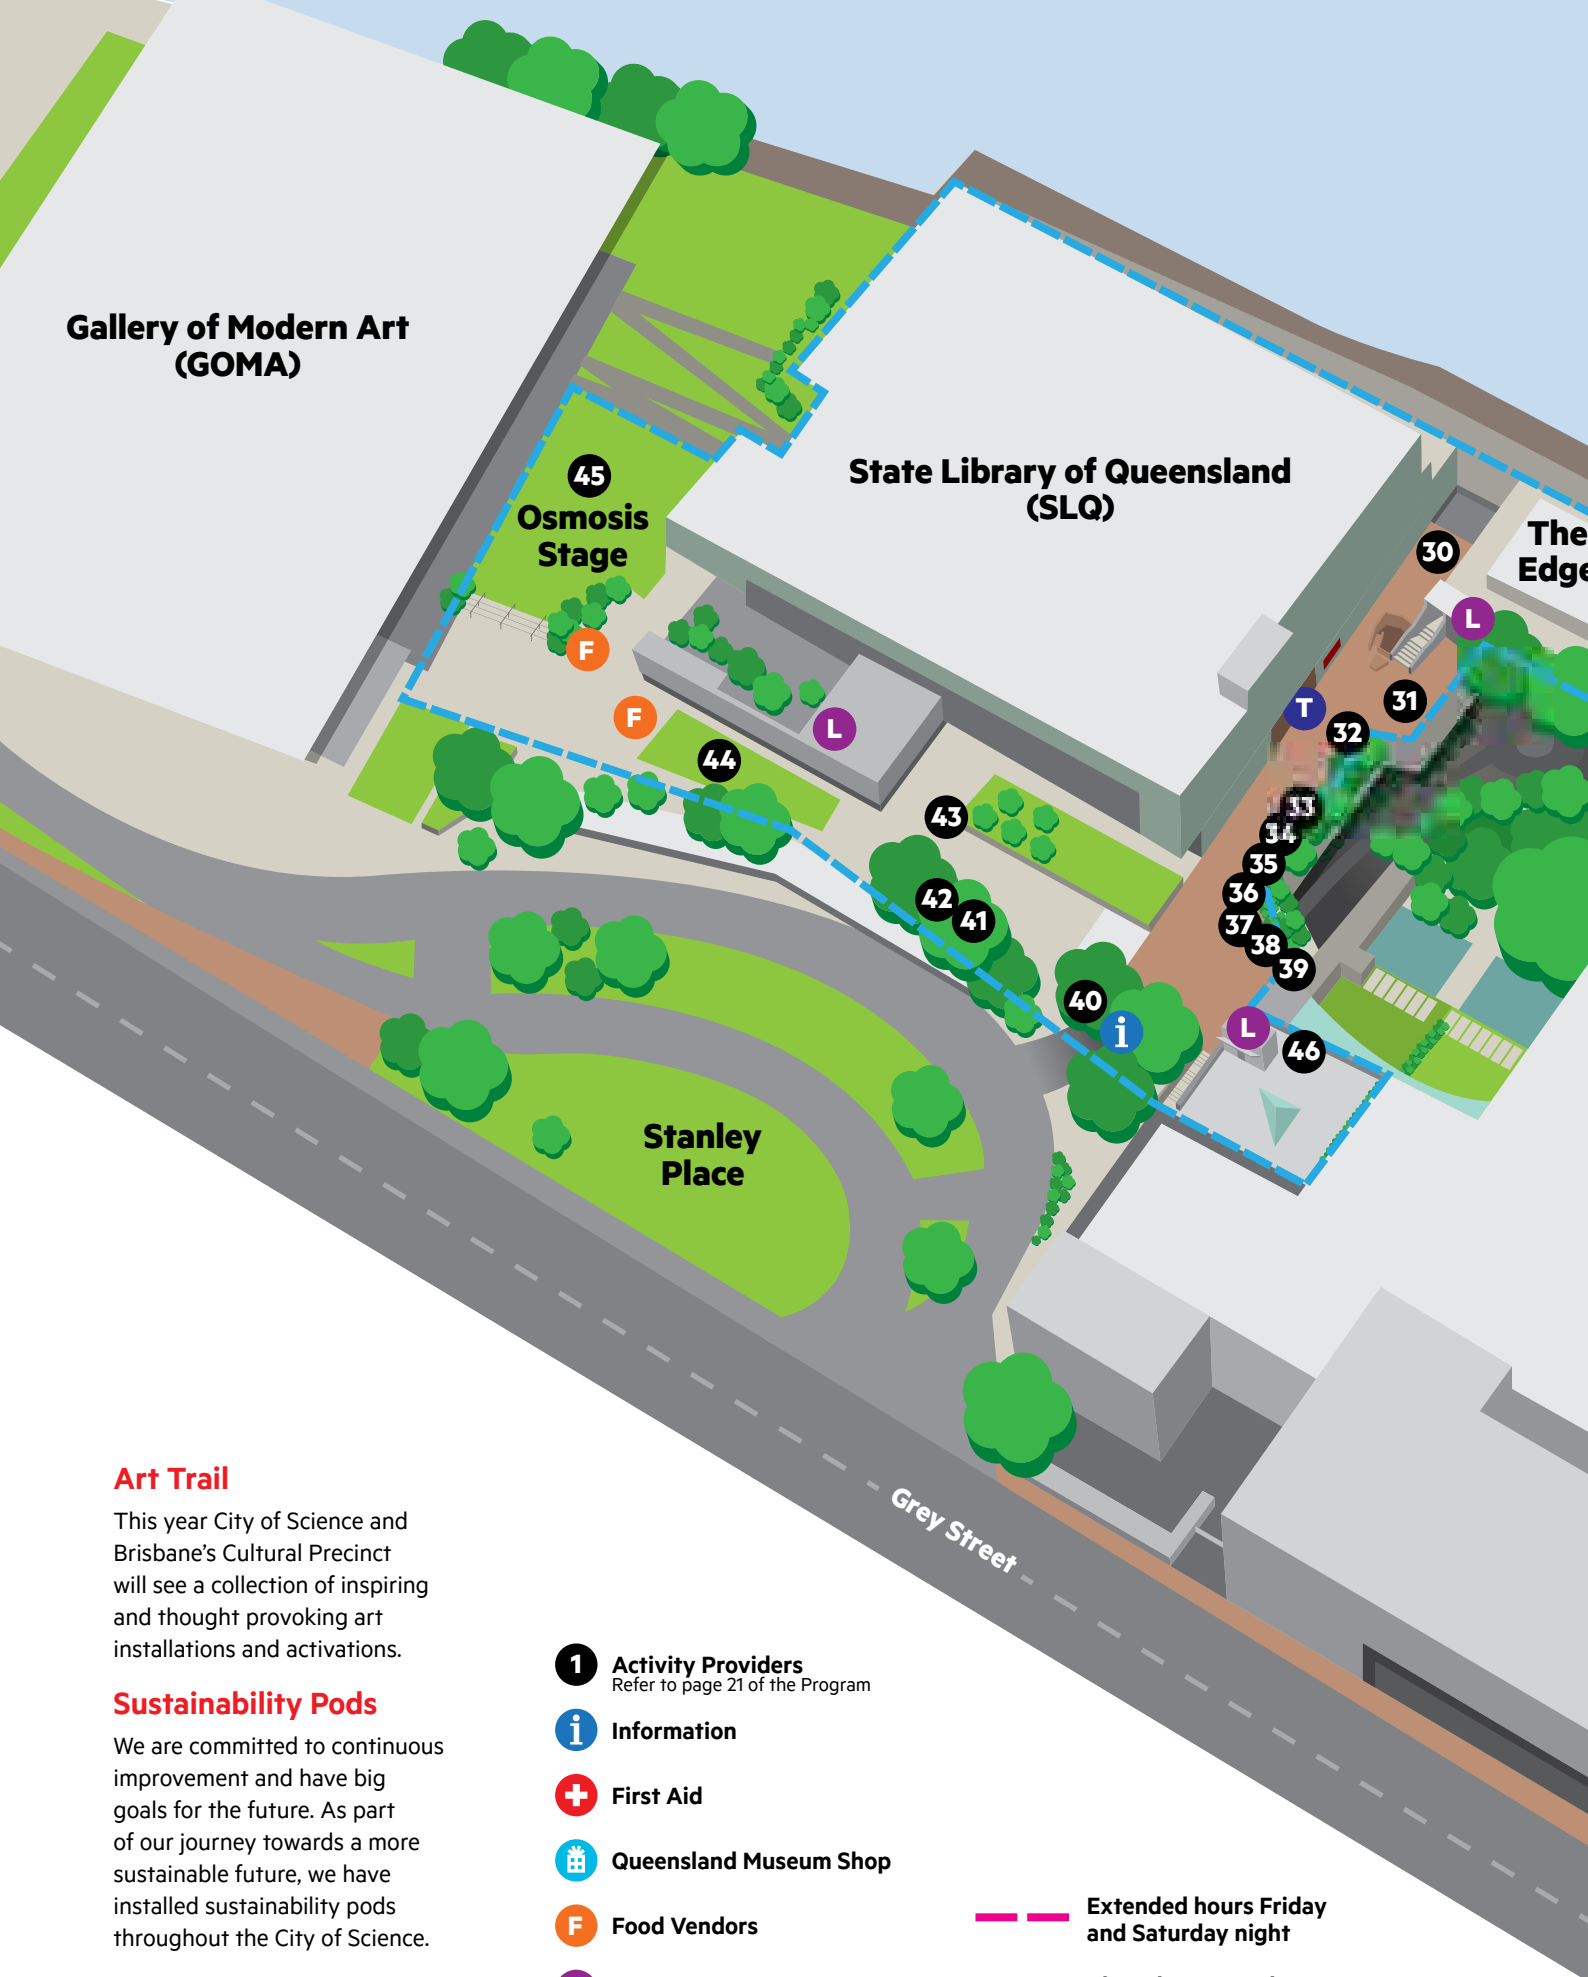 Gallery of Modern Art
(GOMA)
45
Osmosis
Stage
State Library of Queensland
(SLQ)
The
Edge
30
L
31
T
32
F
F
L
44
43
33
34
35
36
37
38
39
42
41
40
i
L
46
Stanley
Place
Grey Street
Art Trail
This year City of Science and
Brisbane's Cultural Precinct
will see a collection of inspiring
and thought provoking art
installations and activations.
Sustainability Pods
We are committed to continuous
improvement and have big
goals for the future. As part
of our journey towards a more
sustainable future, we have
installed sustainability pods
throughout the City of Science.
1 Activity Providers
Refer to page 21 of the Program
i Information
First Aid
Queensland Museum Shop
F Food Vendors
Extended hours Friday
and Saturday night